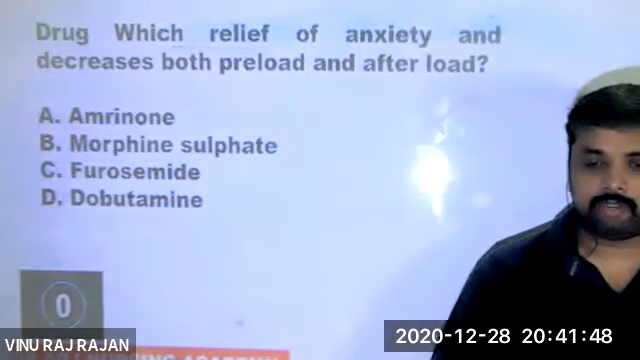 Drug Which relief of anxiety and
decreases both preload and after load?
A. Amrinone
B. Morphine sulphate
C. Furosemide
D. Dobutamine
0
VINU RAJ RAJAN
2020-12-28 20:41:48